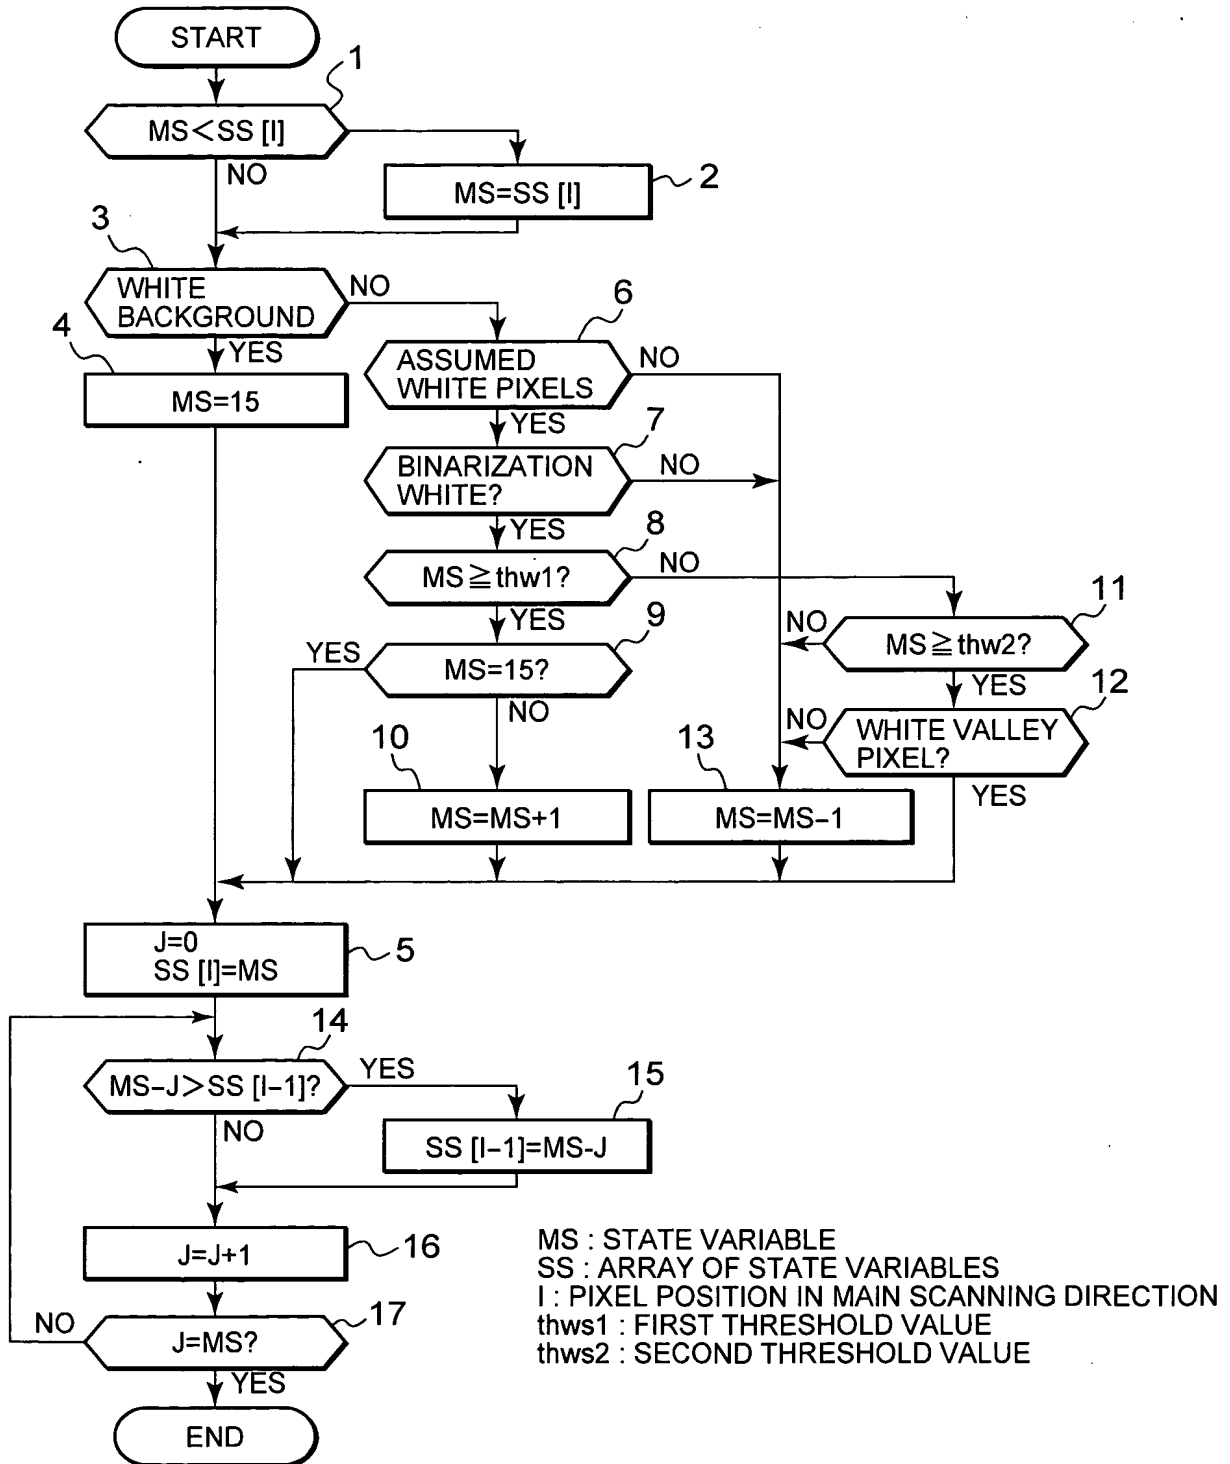 START
1
MS<SS [I]
NO
MS=SS [I]
2
3
WHITE
BACKGROUND
NO
YES
4
MS=15
6
ASSUMED
WHITE PIXELS
NO
YES
7
BINARIZATION
WHITE?
NO
YES
8
MS≧thw1?
NO
YES
9
MS=15?
YES
NO
11
MS≧thw2?
NO
YES
12
WHITE VALLEY
PIXEL?
NO
YES
10
MS=MS+1
13
MS=MS-1
J=0
SS [I]=MS
5
14
MS-J>SS [I-1]?
YES
NO
15
SS [I-1]=MS-J
J=J+1
16
17
J=MS?
NO
YES
END
MS : STATE VARIABLE
SS : ARRAY OF STATE VARIABLES
I : PIXEL POSITION IN MAIN SCANNING DIRECTION
thws1 : FIRST THRESHOLD VALUE
thws2 : SECOND THRESHOLD VALUE